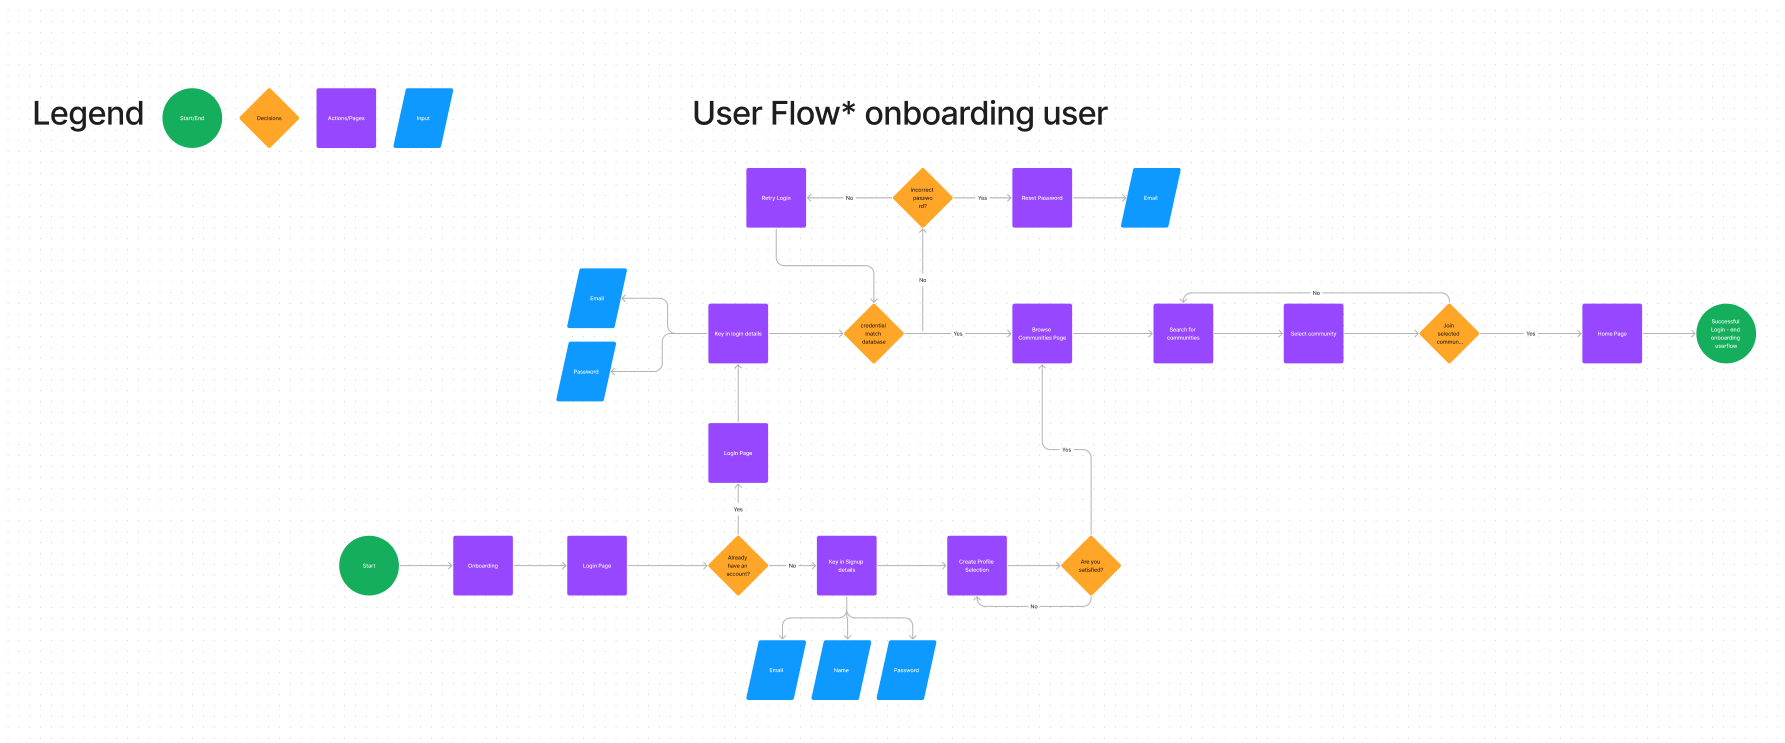 Legend
Start/End
Decisions
Actions/Pages
Input
User Flow* onboarding user
Retry Login
No
Incorrect
passwo
rd?
Yes
Reset Password
Email
No
Email
Password
Key in login details
credential
match
database
Yes
Browse
Communities Page
Search for
communities
No
Select community
Join
selected
commun...
Yes
Home Page
Successful
Login - end
onboarding
userflow
Login Page
Yes
Yes
Start
Onboarding
Login Page
Already
have an
account?
No
Key in Signup
details
Create Profile
Selection
Are you
satisfied?
No
Email
Name
Password